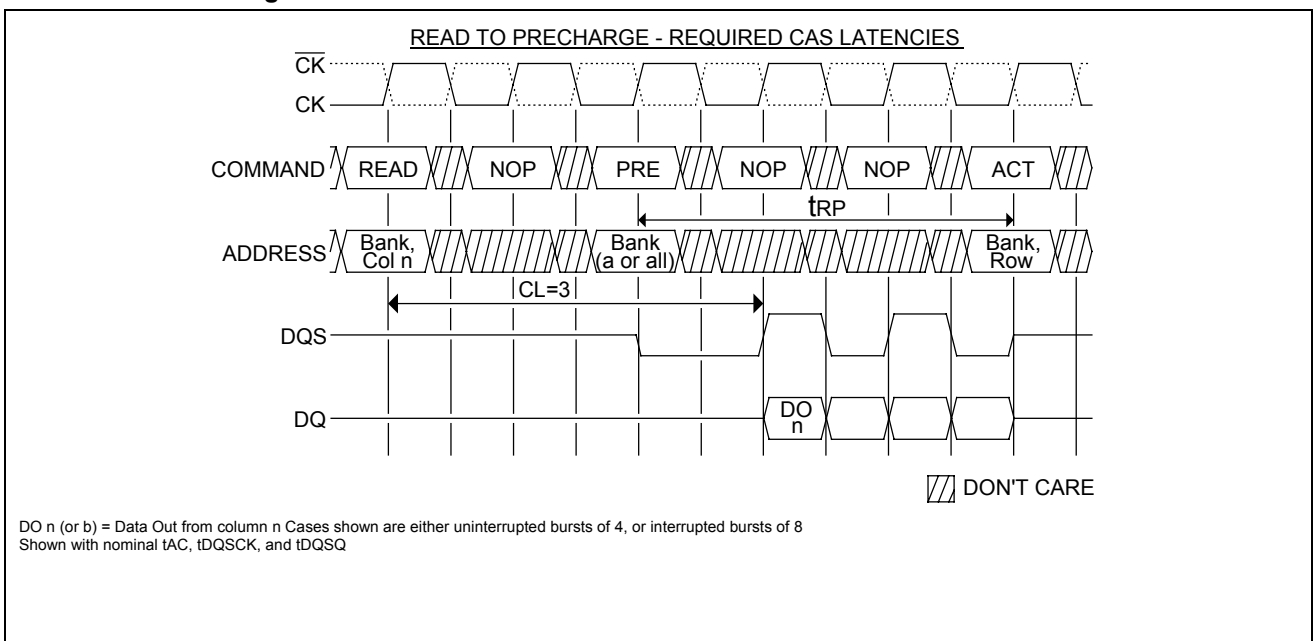 READ TO PRECHARGE - REQUIRED CAS LATENCIES
CK
CK
COMMAND READ NOP PRE NOP NOP ACT
tRP
ADDRESS Bank, Col n Bank (a or all) Bank, Row
CL=3
DQS
DQ DO n
DON'T CARE
DO n (or b) = Data Out from column n Cases shown are either uninterrupted bursts of 4, or interrupted bursts of 8
Shown with nominal tAC, tDQSCK, and tDQSQ